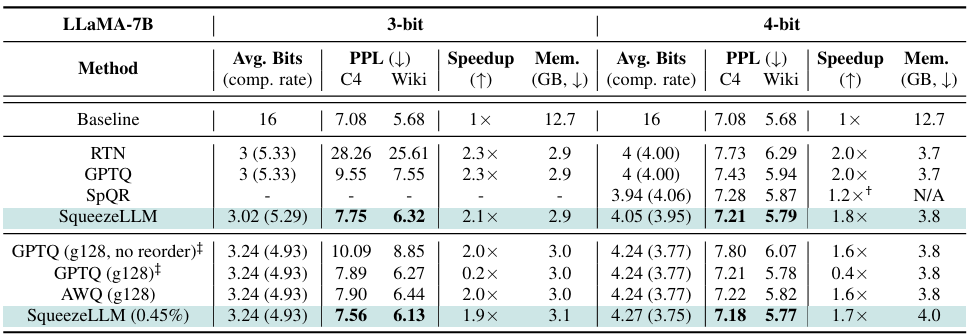 LLaMA-7B 3-bit 4-bit
Method Avg. Bits PPL (↓) Speedup Mem. Avg. Bits PPL (↓) Speedup Mem.
(comp. rate) C4 Wiki (↑) (GB, ↓) (comp. rate) C4 Wiki (↑) (GB, ↓)
Baseline 16 7.08 5.68 1× 12.7 16 7.08 5.68 1× 12.7
RTN 3 (5.33) 28.26 25.61 2.3× 2.9 4 (4.00) 7.73 6.29 2.0× 3.7
GPTQ 3 (5.33) 9.55 7.55 2.3× 2.9 4 (4.00) 7.43 5.94 2.0× 3.7
SpQR - - - - - 3.94 (4.06) 7.28 5.87 1.2×† N/A
SqueezeLLM 3.02 (5.29) 7.75 6.32 2.1× 2.9 4.05 (3.95) 7.21 5.79 1.8× 3.8
GPTQ (g128, no reorder)‡ 3.24 (4.93) 10.09 8.85 2.0× 3.0 4.24 (3.77) 7.80 6.07 1.6× 3.8
GPTQ (g128)‡ 3.24 (4.93) 7.89 6.27 0.2× 3.0 4.24 (3.77) 7.21 5.78 0.4× 3.8
AWQ (g128) 3.24 (4.93) 7.90 6.44 2.0× 3.0 4.24 (3.77) 7.22 5.82 1.6× 3.8
SqueezeLLM (0.45%) 3.24 (4.93) 7.56 6.13 1.9× 3.1 4.27 (3.75) 7.18 5.77 1.7× 4.0